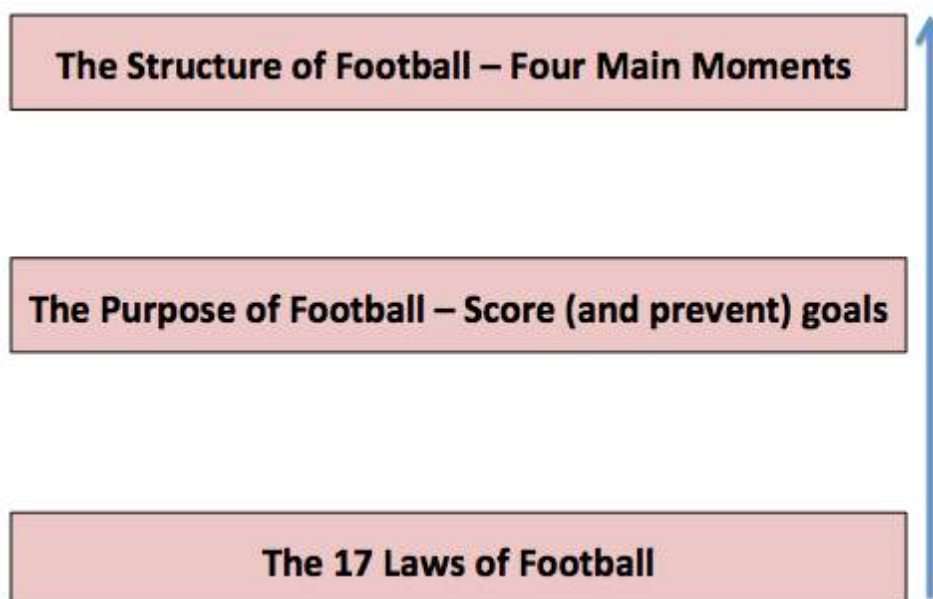 The Structure of Football – Four Main Moments
The Purpose of Football – Score (and prevent) goals
The 17 Laws of Football